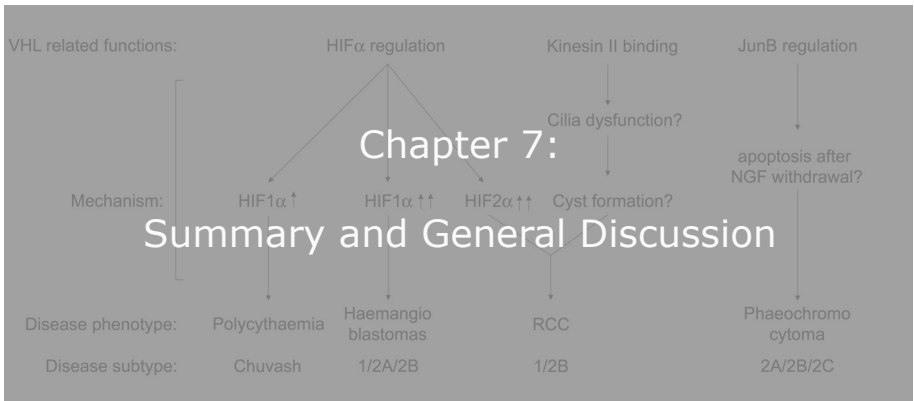 VHL related functions: HIFα regulation Kinesin II binding JunB regulation
Cilia dysfunction?
Chapter 7:
apoptosis after
NGF withdrawal?
Mechanism: HIF1α ↑ HIF1α ↑↑ HIF2α ↑↑ Cyst formation?
Summary and General Discussion
Disease phenotype: Polycythaemia Haemangio blastomas RCC Phaeochromo cytoma
Disease subtype: Chuvash 1/2A/2B 1/2B 2A/2B/2C